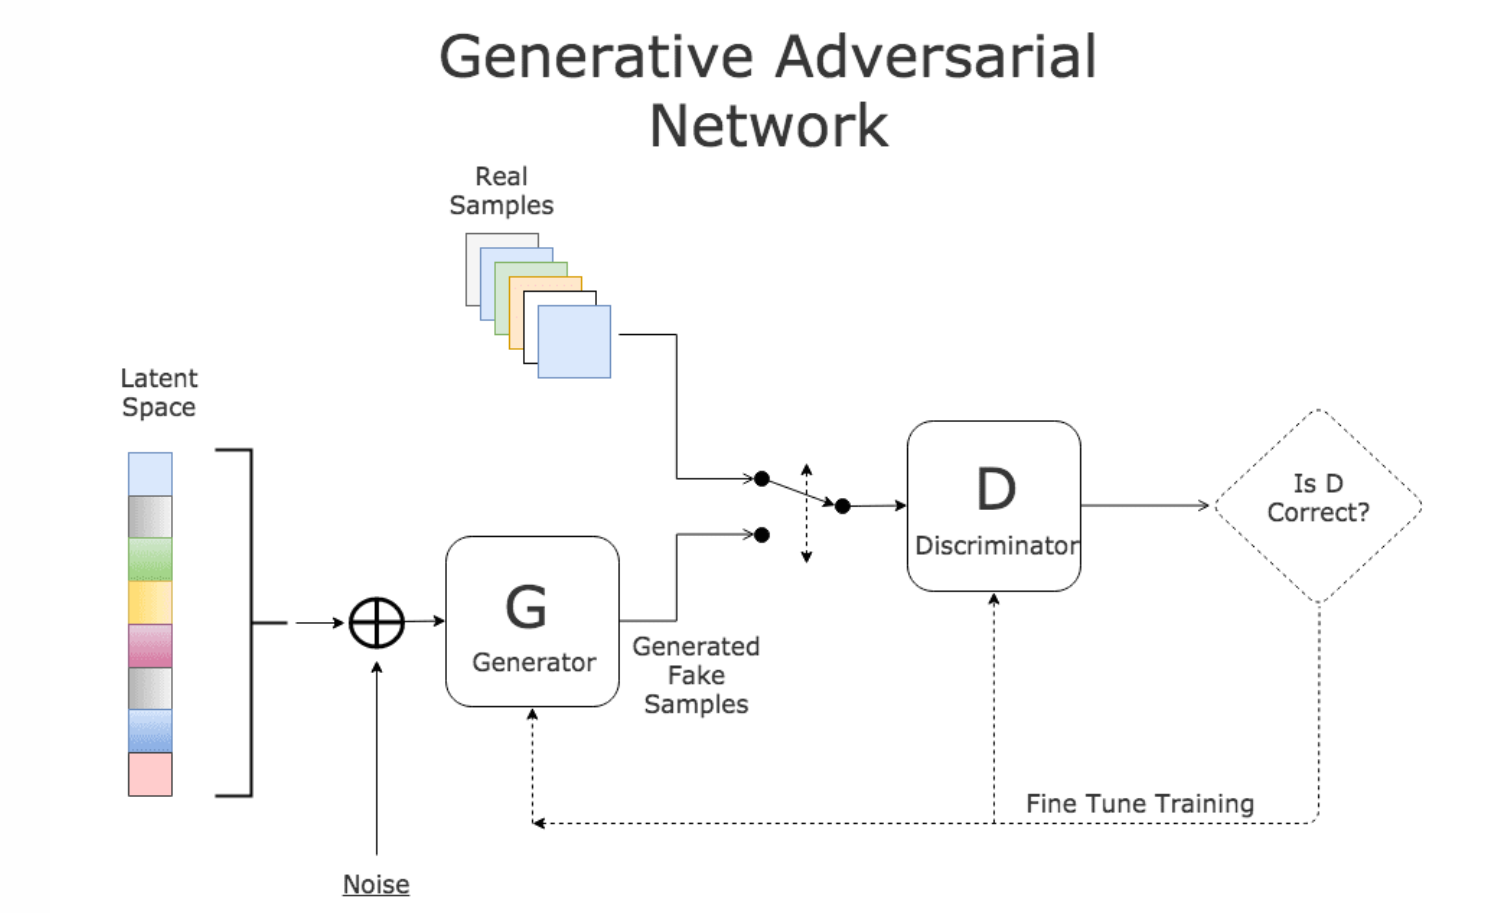 Generative Adversarial
Network
Real
Samples
Latent
Space
D
Discriminator
Is D
Correct?
G
Generator
Generated
Fake
Samples
Fine Tune Training
Noise